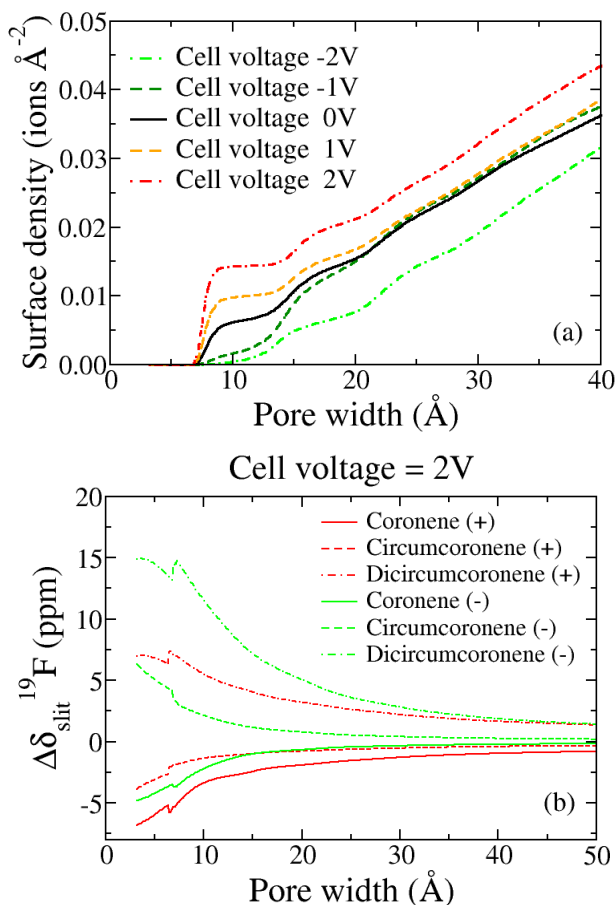 0.05
0.04
0.03
0.02
0.01
0.00
Surface density (ions Å⁻²)
Cell voltage -2V
Cell voltage -1V
Cell voltage 0V
Cell voltage 1V
Cell voltage 2V
(a)
0 10 20 30 40
Pore width (Å)
Cell voltage = 2V
20
15
10
5
0
-5
Δδ_slit ¹⁹F (ppm)
Coronene (+)
Circumcoronene (+)
Dicircumcoronene (+)
Coronene (-)
Circumcoronene (-)
Dicircumcoronene (-)
(b)
0 10 20 30 40 50
Pore width (Å)